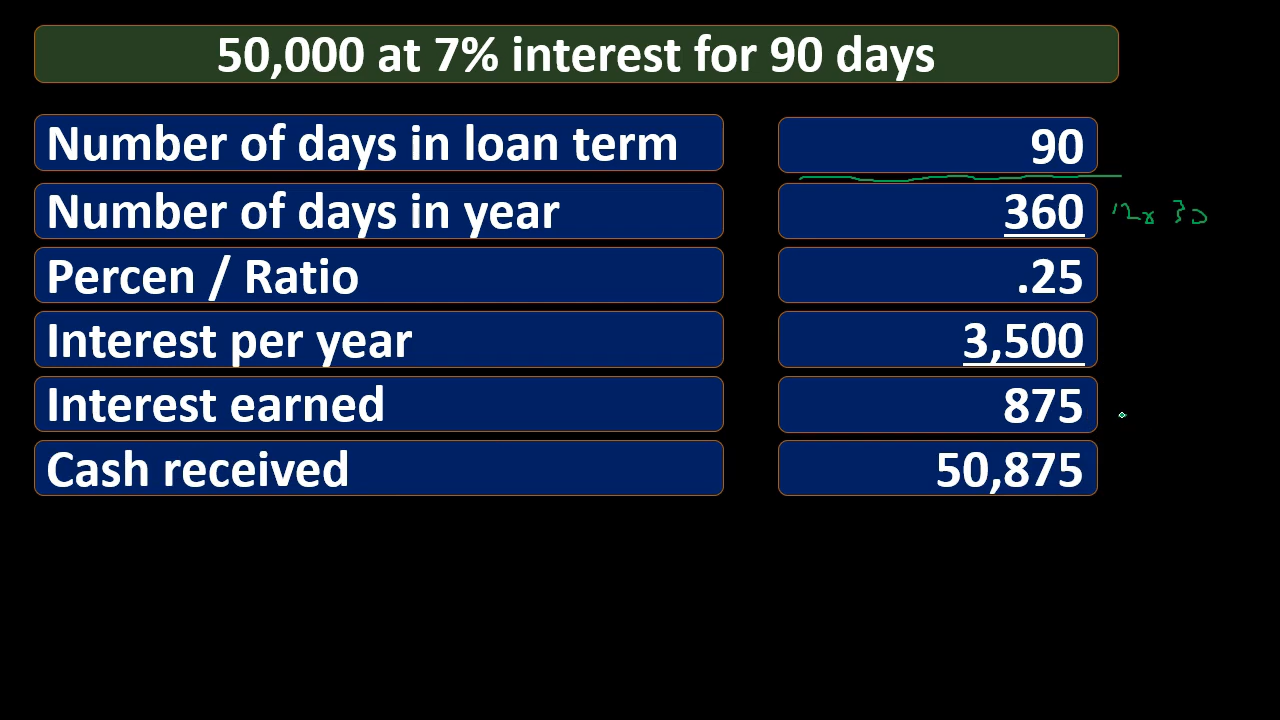 50,000 at 7% interest for 90 days
Number of days in loan term 90
Number of days in year 360 12x 30
Percen / Ratio .25
Interest per year 3,500
Interest earned 875
Cash received 50,875